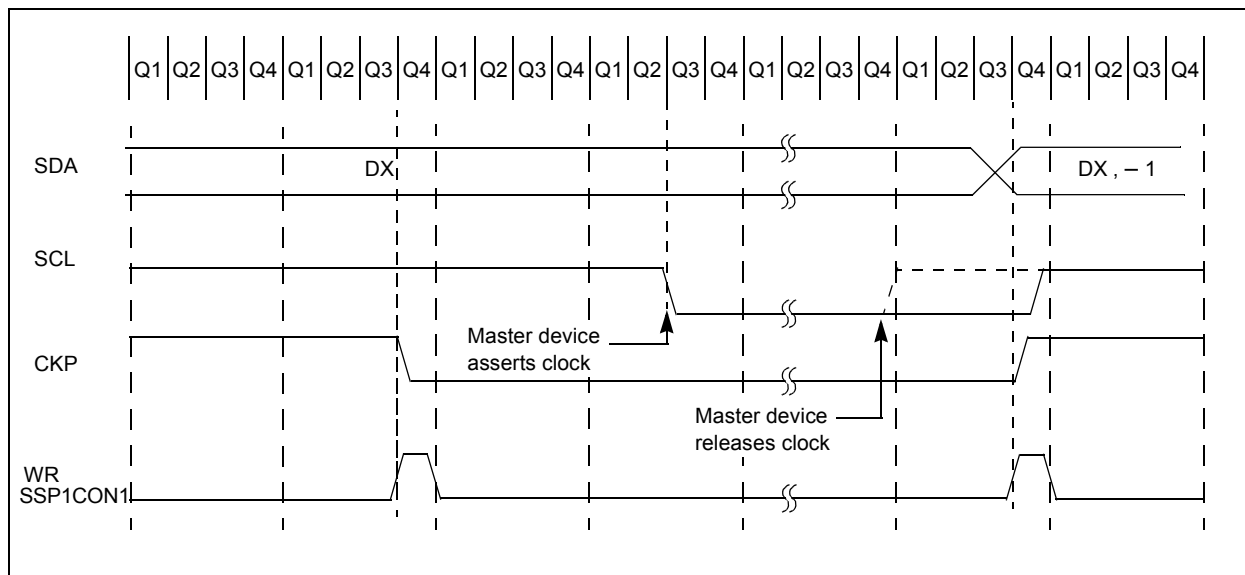 Q1 Q2 Q3 Q4 Q1 Q2 Q3 Q4 Q1 Q2 Q3 Q4 Q1 Q2 Q3 Q4 Q1 Q2 Q3 Q4 Q1 Q2 Q3 Q4 Q1 Q2 Q3 Q4
SDA
DX
DX , – 1
SCL
Master device
asserts clock
CKP
Master device
releases clock
WR
SSP1CON1